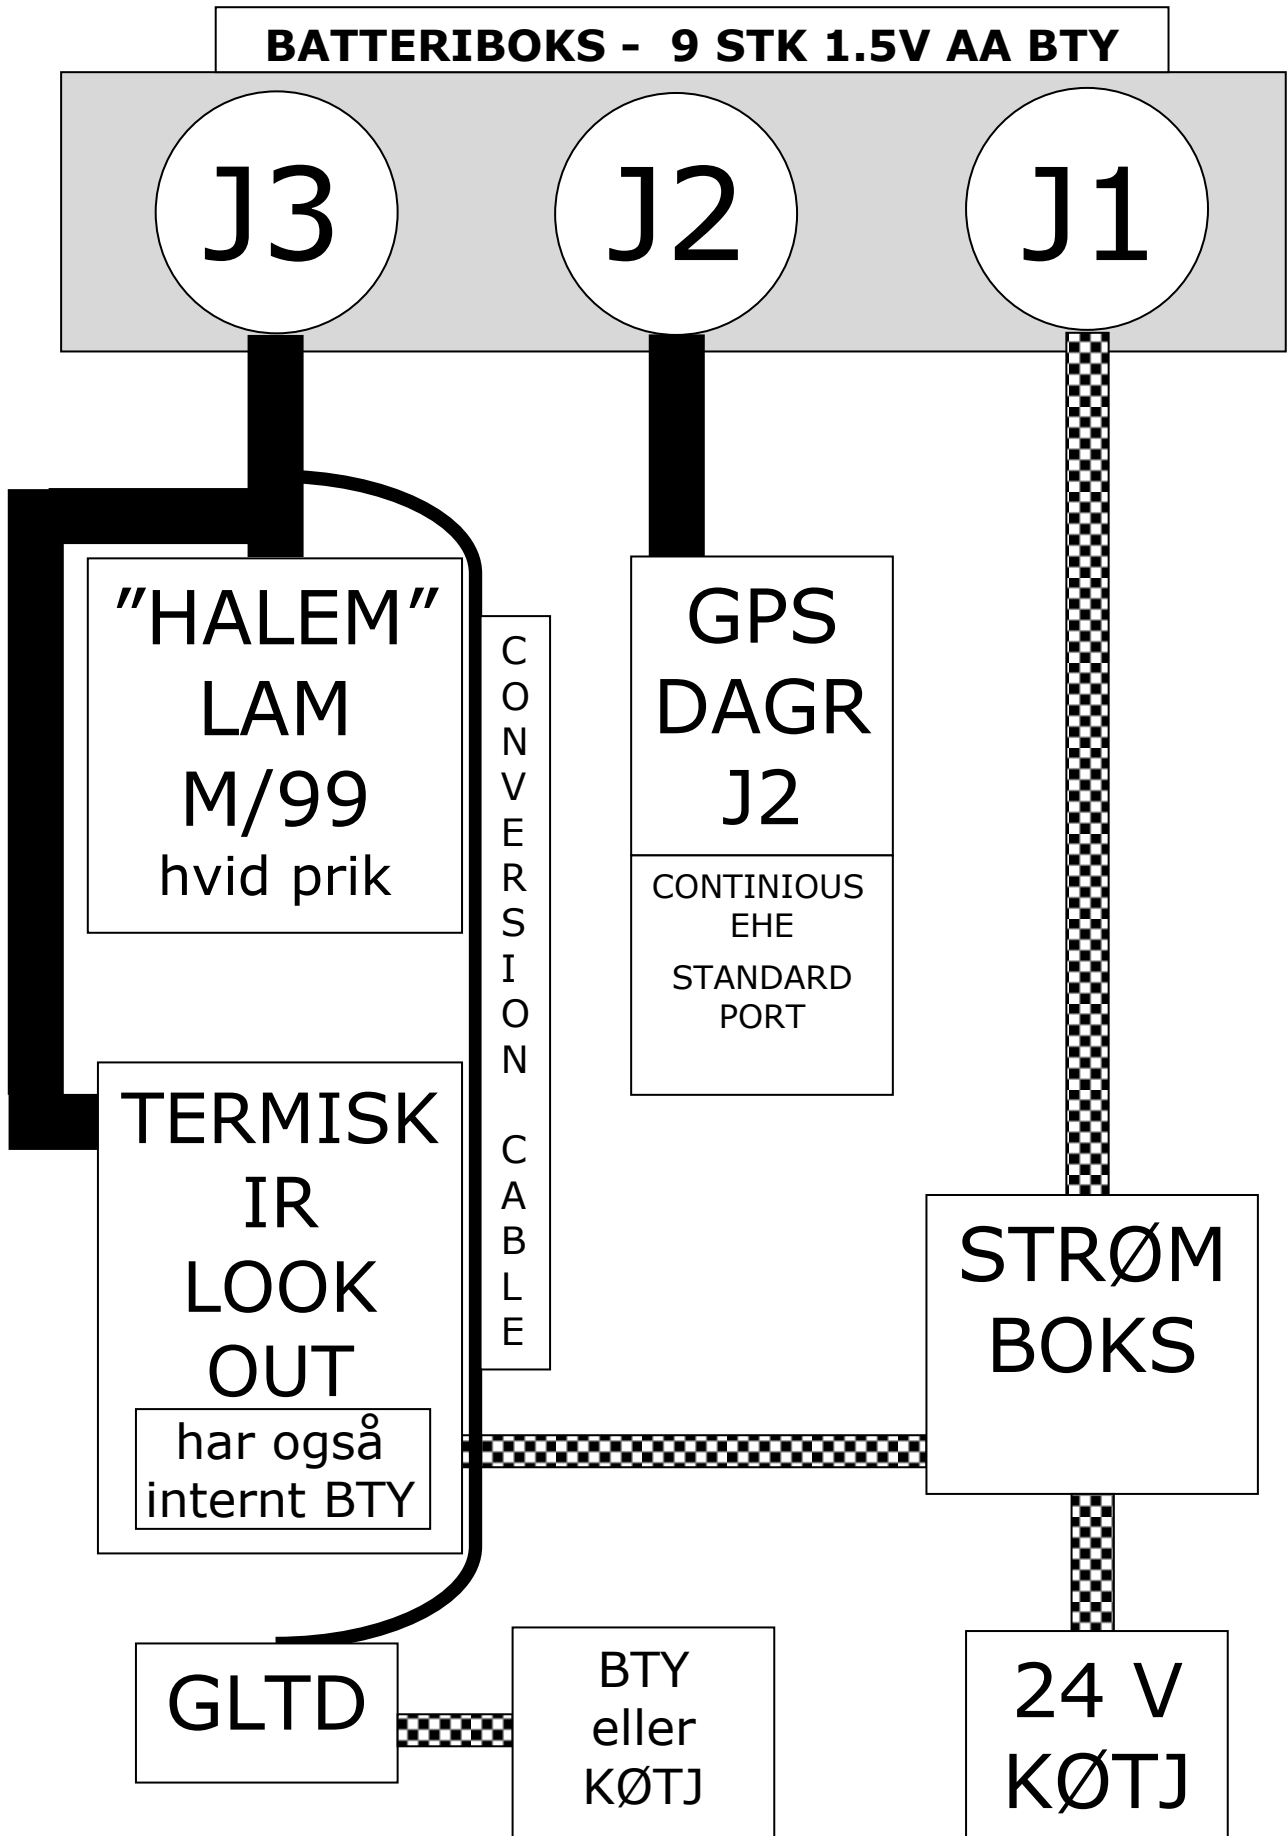 BATTERIBOKS - 9 STK 1.5V AA BTY
J3
J2
J1
”HALEM”
LAM
M/99
hvid prik
C
O
N
V
E
R
S
I
O
N
C
A
B
L
E
GPS
DAGR
J2
CONTINIOUS
EHE
STANDARD
PORT
TERMISK
IR
LOOK
OUT
har også
internt BTY
STRØM
BOKS
GLTD
BTY
eller
KØTJ
24 V
KØTJ